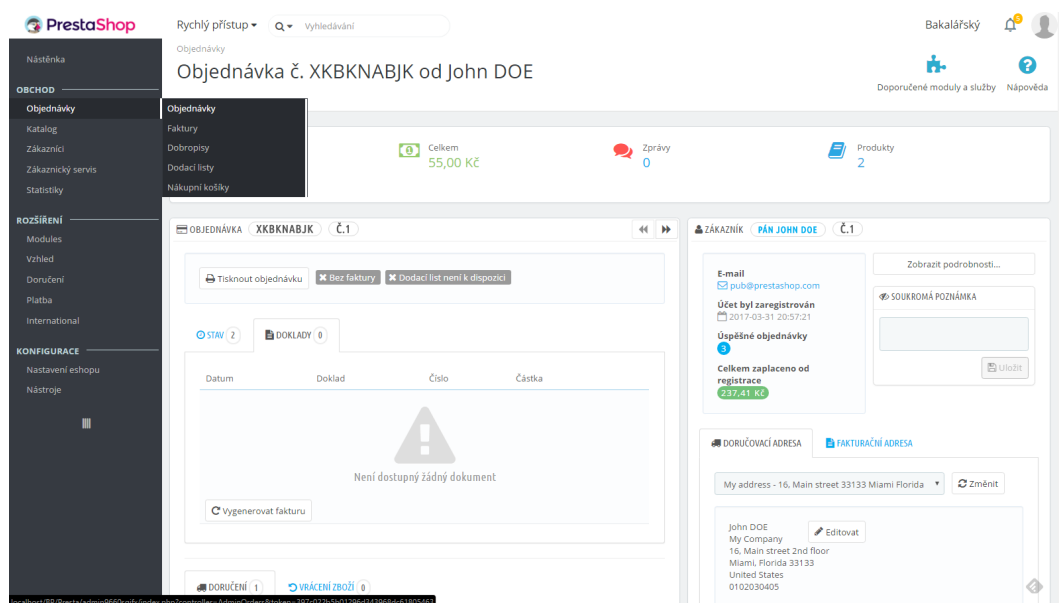 PrestaShop
Rychlý přístup
Vyhledávání
Bakalářský
5
Objednávky
Objednávka č. XKBKNABJK od John DOE
Doporučené moduly a služby
Nápověda
Nástěnka
OBCHOD
Objednávky
Katalog
Zákazníci
Zákaznický servis
Statistiky
ROZŠÍŘENÍ
Modules
Vzhled
Doručení
Platba
International
KONFIGURACE
Nastavení eshopu
Nástroje
Objednávky
Faktury
Dobropisy
Dodací listy
Nákupní košíky
Celkem
55,00 Kč
Zprávy
0
Produkty
2
OBJEDNÁVKA XKBKNABJK Č.1
Tisknout objednávku
Bez faktury
Dodací list není k dispozici
STAV 2
DOKLADY 0
Datum Doklad Číslo Částka
Není dostupný žádný dokument
Vygenerovat fakturu
DORUČENÍ 1
VRÁCENÍ ZBOŽÍ 0
ZÁKAZNÍK PÁN JOHN DOE Č.1
E-mail
pub@prestashop.com
Účet byl zaregistrován
2017-03-31 20:57:21
Úspěšné objednávky
3
Celkem zaplaceno od
registrace
237,41 Kč
Zobrazit podrobnosti...
SOUKROMÁ POZNÁMKA
Uložit
DORUČOVACÍ ADRESA
FAKTURAČNÍ ADRESA
My address - 16, Main street 33133 Miami Florida
Změnit
John DOE
My Company
16, Main street 2nd floor
Miami, Florida 33133
United States
0102030405
Editovat